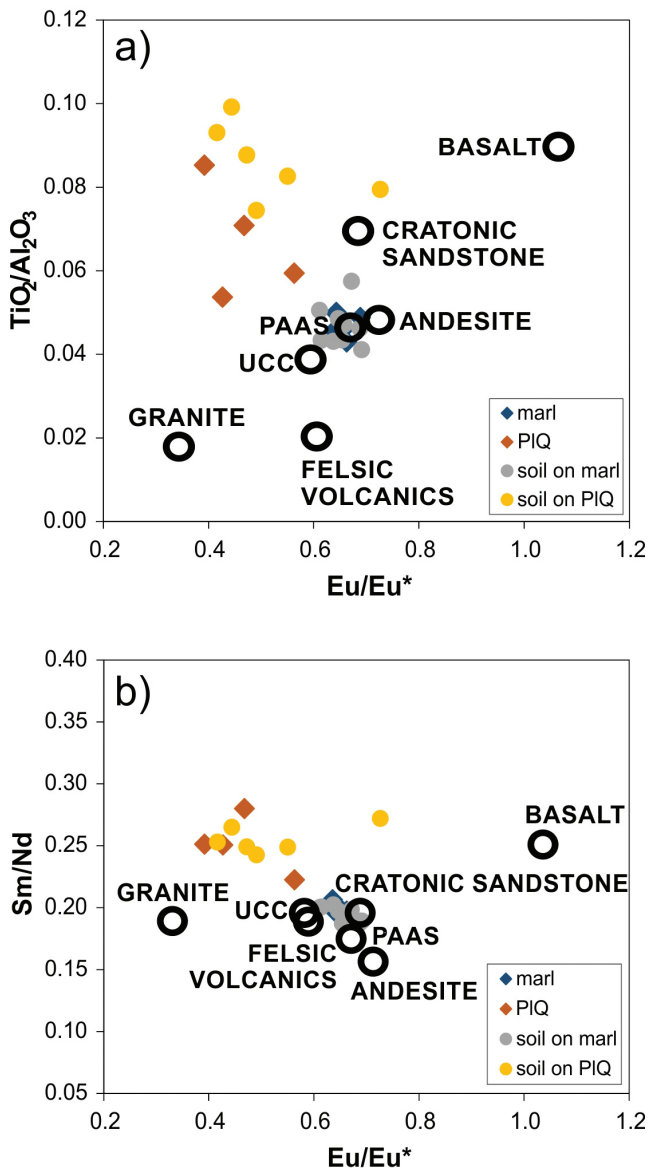 a)
0.12
0.10
0.08
0.06
0.04
0.02
0.00
TiO₂/Al₂O₃
BASALT
CRATONIC
SANDSTONE
PAAS
ANDESITE
UCC
GRANITE
FELSIC
VOLCANICS
marl
PlQ
soil on marl
soil on PlQ
0.2 0.4 0.6 0.8 1.0 1.2
Eu/Eu*
b)
0.40
0.35
0.30
0.25
0.20
0.15
0.10
0.05
Sm/Nd
BASALT
GRANITE
CRATONIC SANDSTONE
UCC
PAAS
FELSIC
VOLCANICS
ANDESITE
marl
PlQ
soil on marl
soil on PlQ
0.2 0.4 0.6 0.8 1.0 1.2
Eu/Eu*